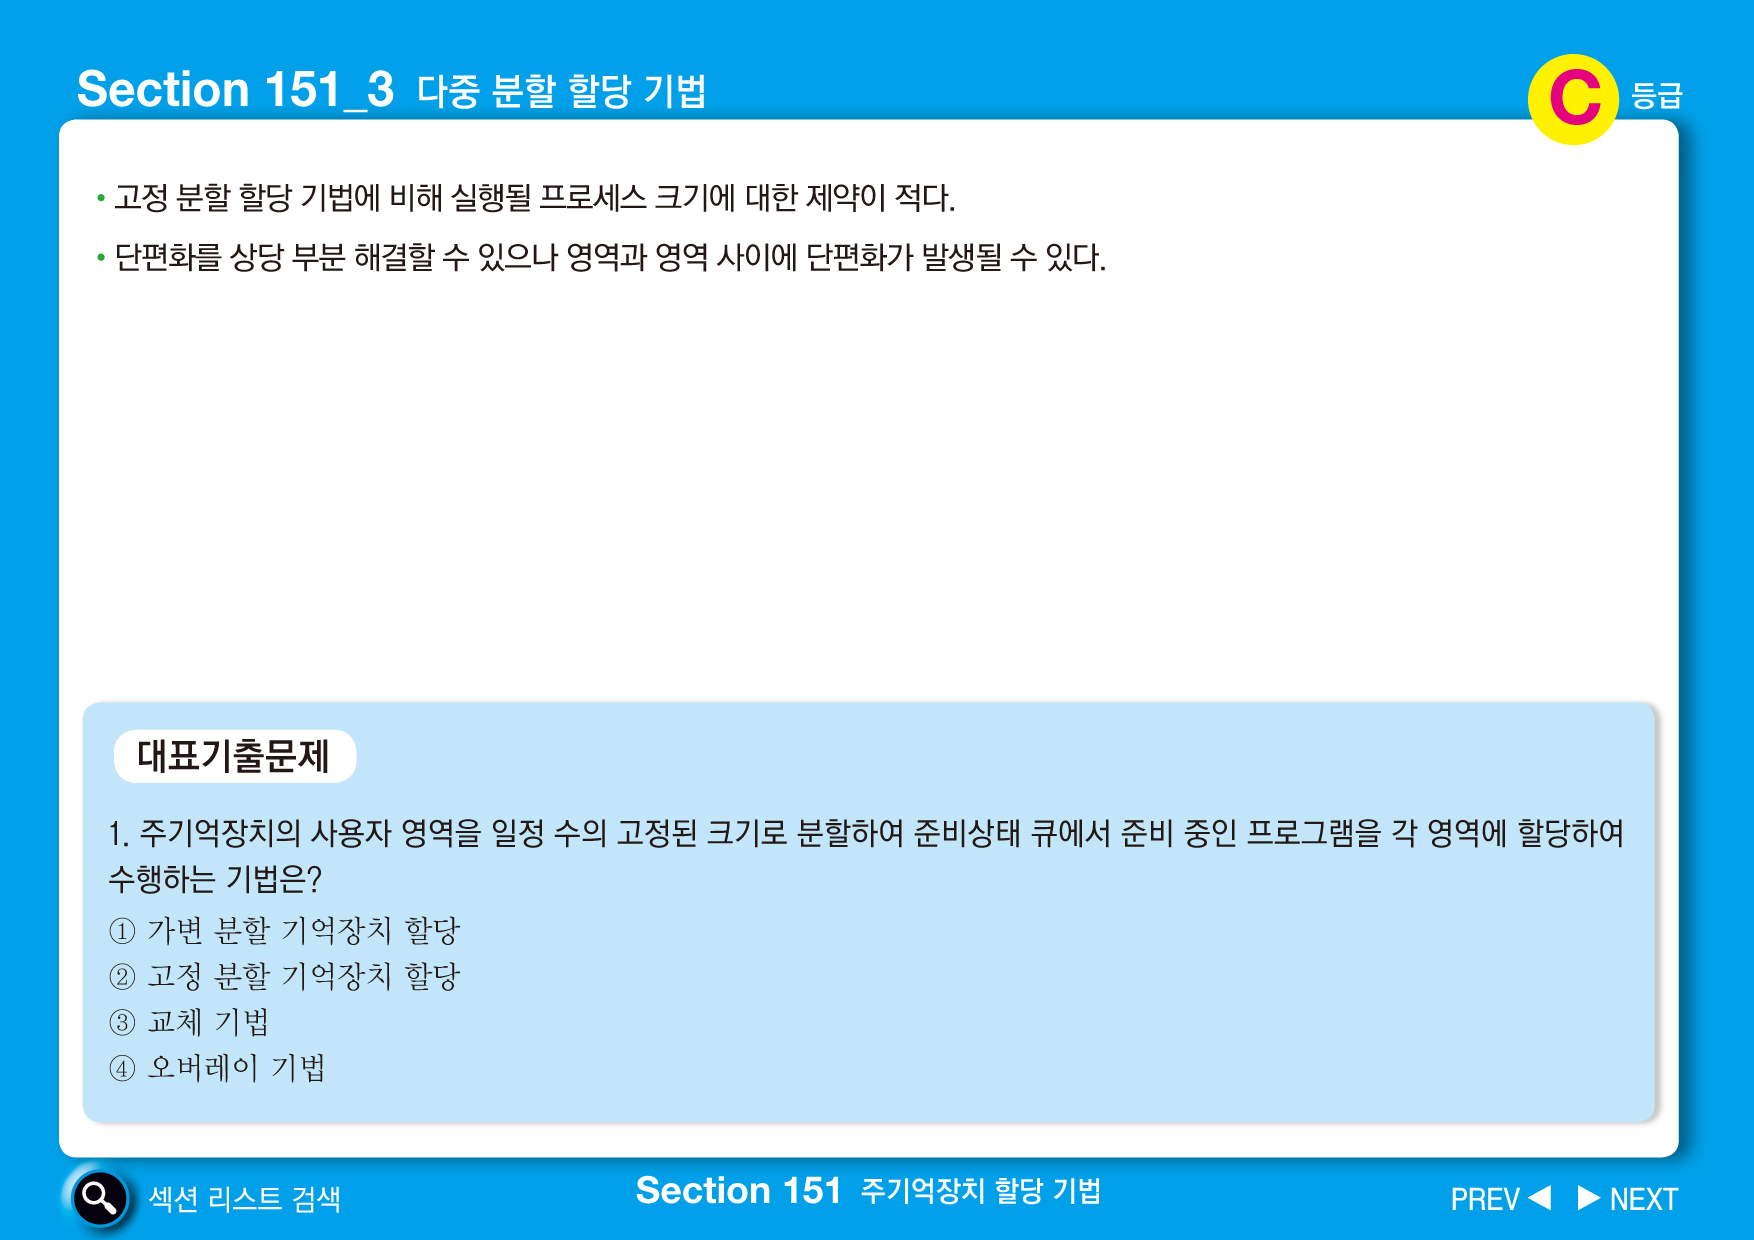 Section 151_3 다중 분할 할당 기법
C 등급
• 고정 분할 할당 기법에 비해 실행될 프로세스 크기에 대한 제약이 적다.
• 단편화를 상당 부분 해결할 수 있으나 영역과 영역 사이에 단편화가 발생될 수 있다.
대표기출문제
1. 주기억장치의 사용자 영역을 일정 수의 고정된 크기로 분할하여 준비상태 큐에서 준비 중인 프로그램을 각 영역에 할당하여
수행하는 기법은?
① 가변 분할 기억장치 할당
② 고정 분할 기억장치 할당
③ 교체 기법
④ 오버레이 기법
섹션 리스트 검색
Section 151 주기억장치 할당 기법
PREV◀ ▶NEXT